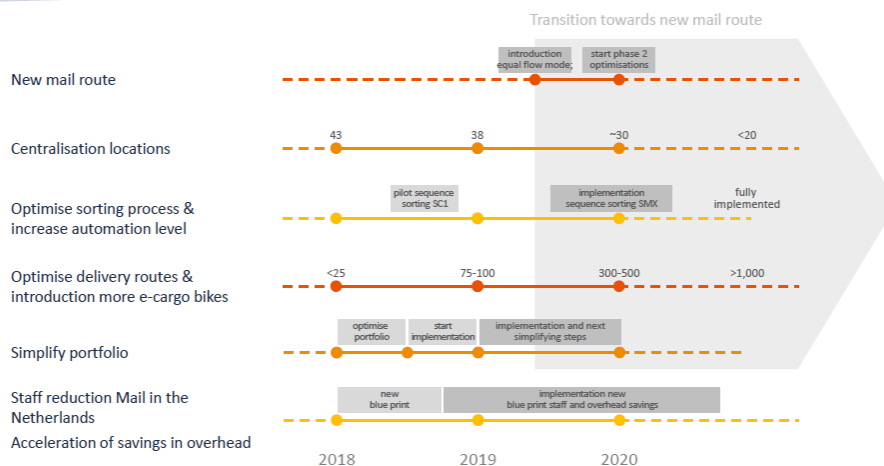 Transition towards new mail route
New mail route
introduction
equal flow mode;
start phase 2
optimisations
Centralisation locations
43
38
~30
<20
Optimise sorting process &
increase automation level
pilot sequence
sorting SC1
implementation
sequence sorting SMX
fully
implemented
Optimise delivery routes &
introduction more e-cargo bikes
<25
75-100
300-500
>1,000
Simplify portfolio
optimise
portfolio
start
implementation
implementation and next
simplifying steps
Staff reduction Mail in the
Netherlands
new
blue print
implementation new
blue print staff and overhead savings
Acceleration of savings in overhead
2018
2019
2020